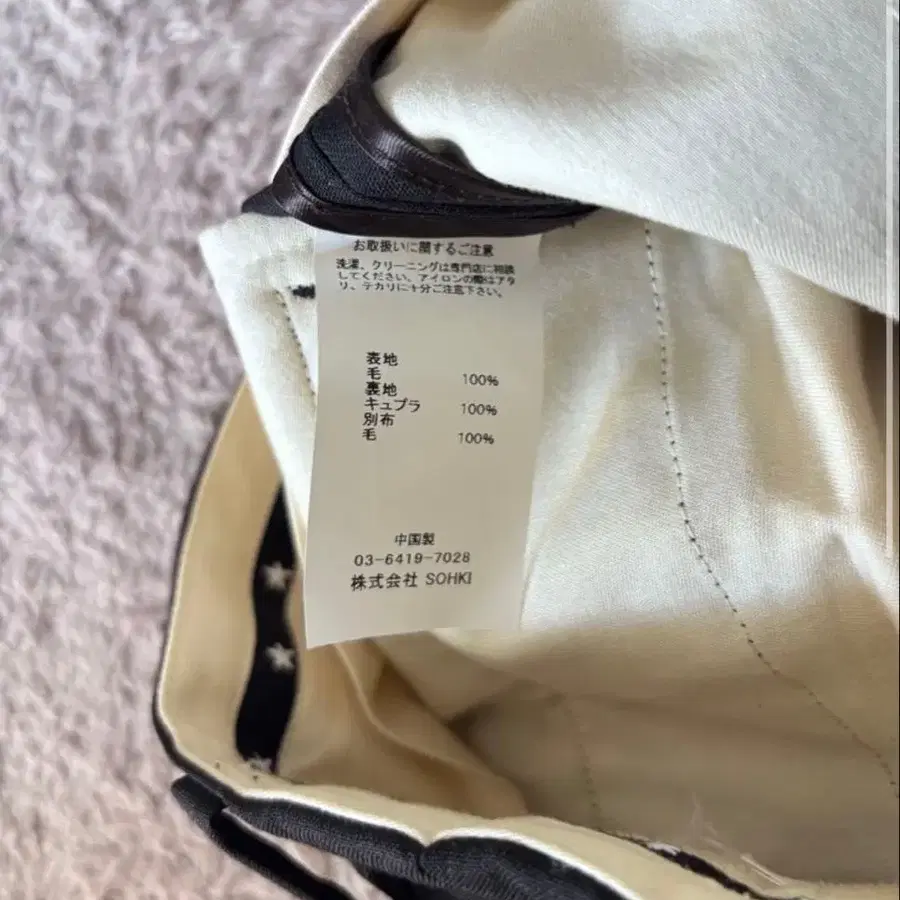 お取扱いに関するご注意
洗濯、クリーニングは専門店に相談
してください。アイロンの際はアタ
リ、テカリに十分ご注意下さい。
表地
毛 100%
裏地
キュプラ 100%
別布
毛 100%
中国製
03-6419-7028
株式会社 SOHKI